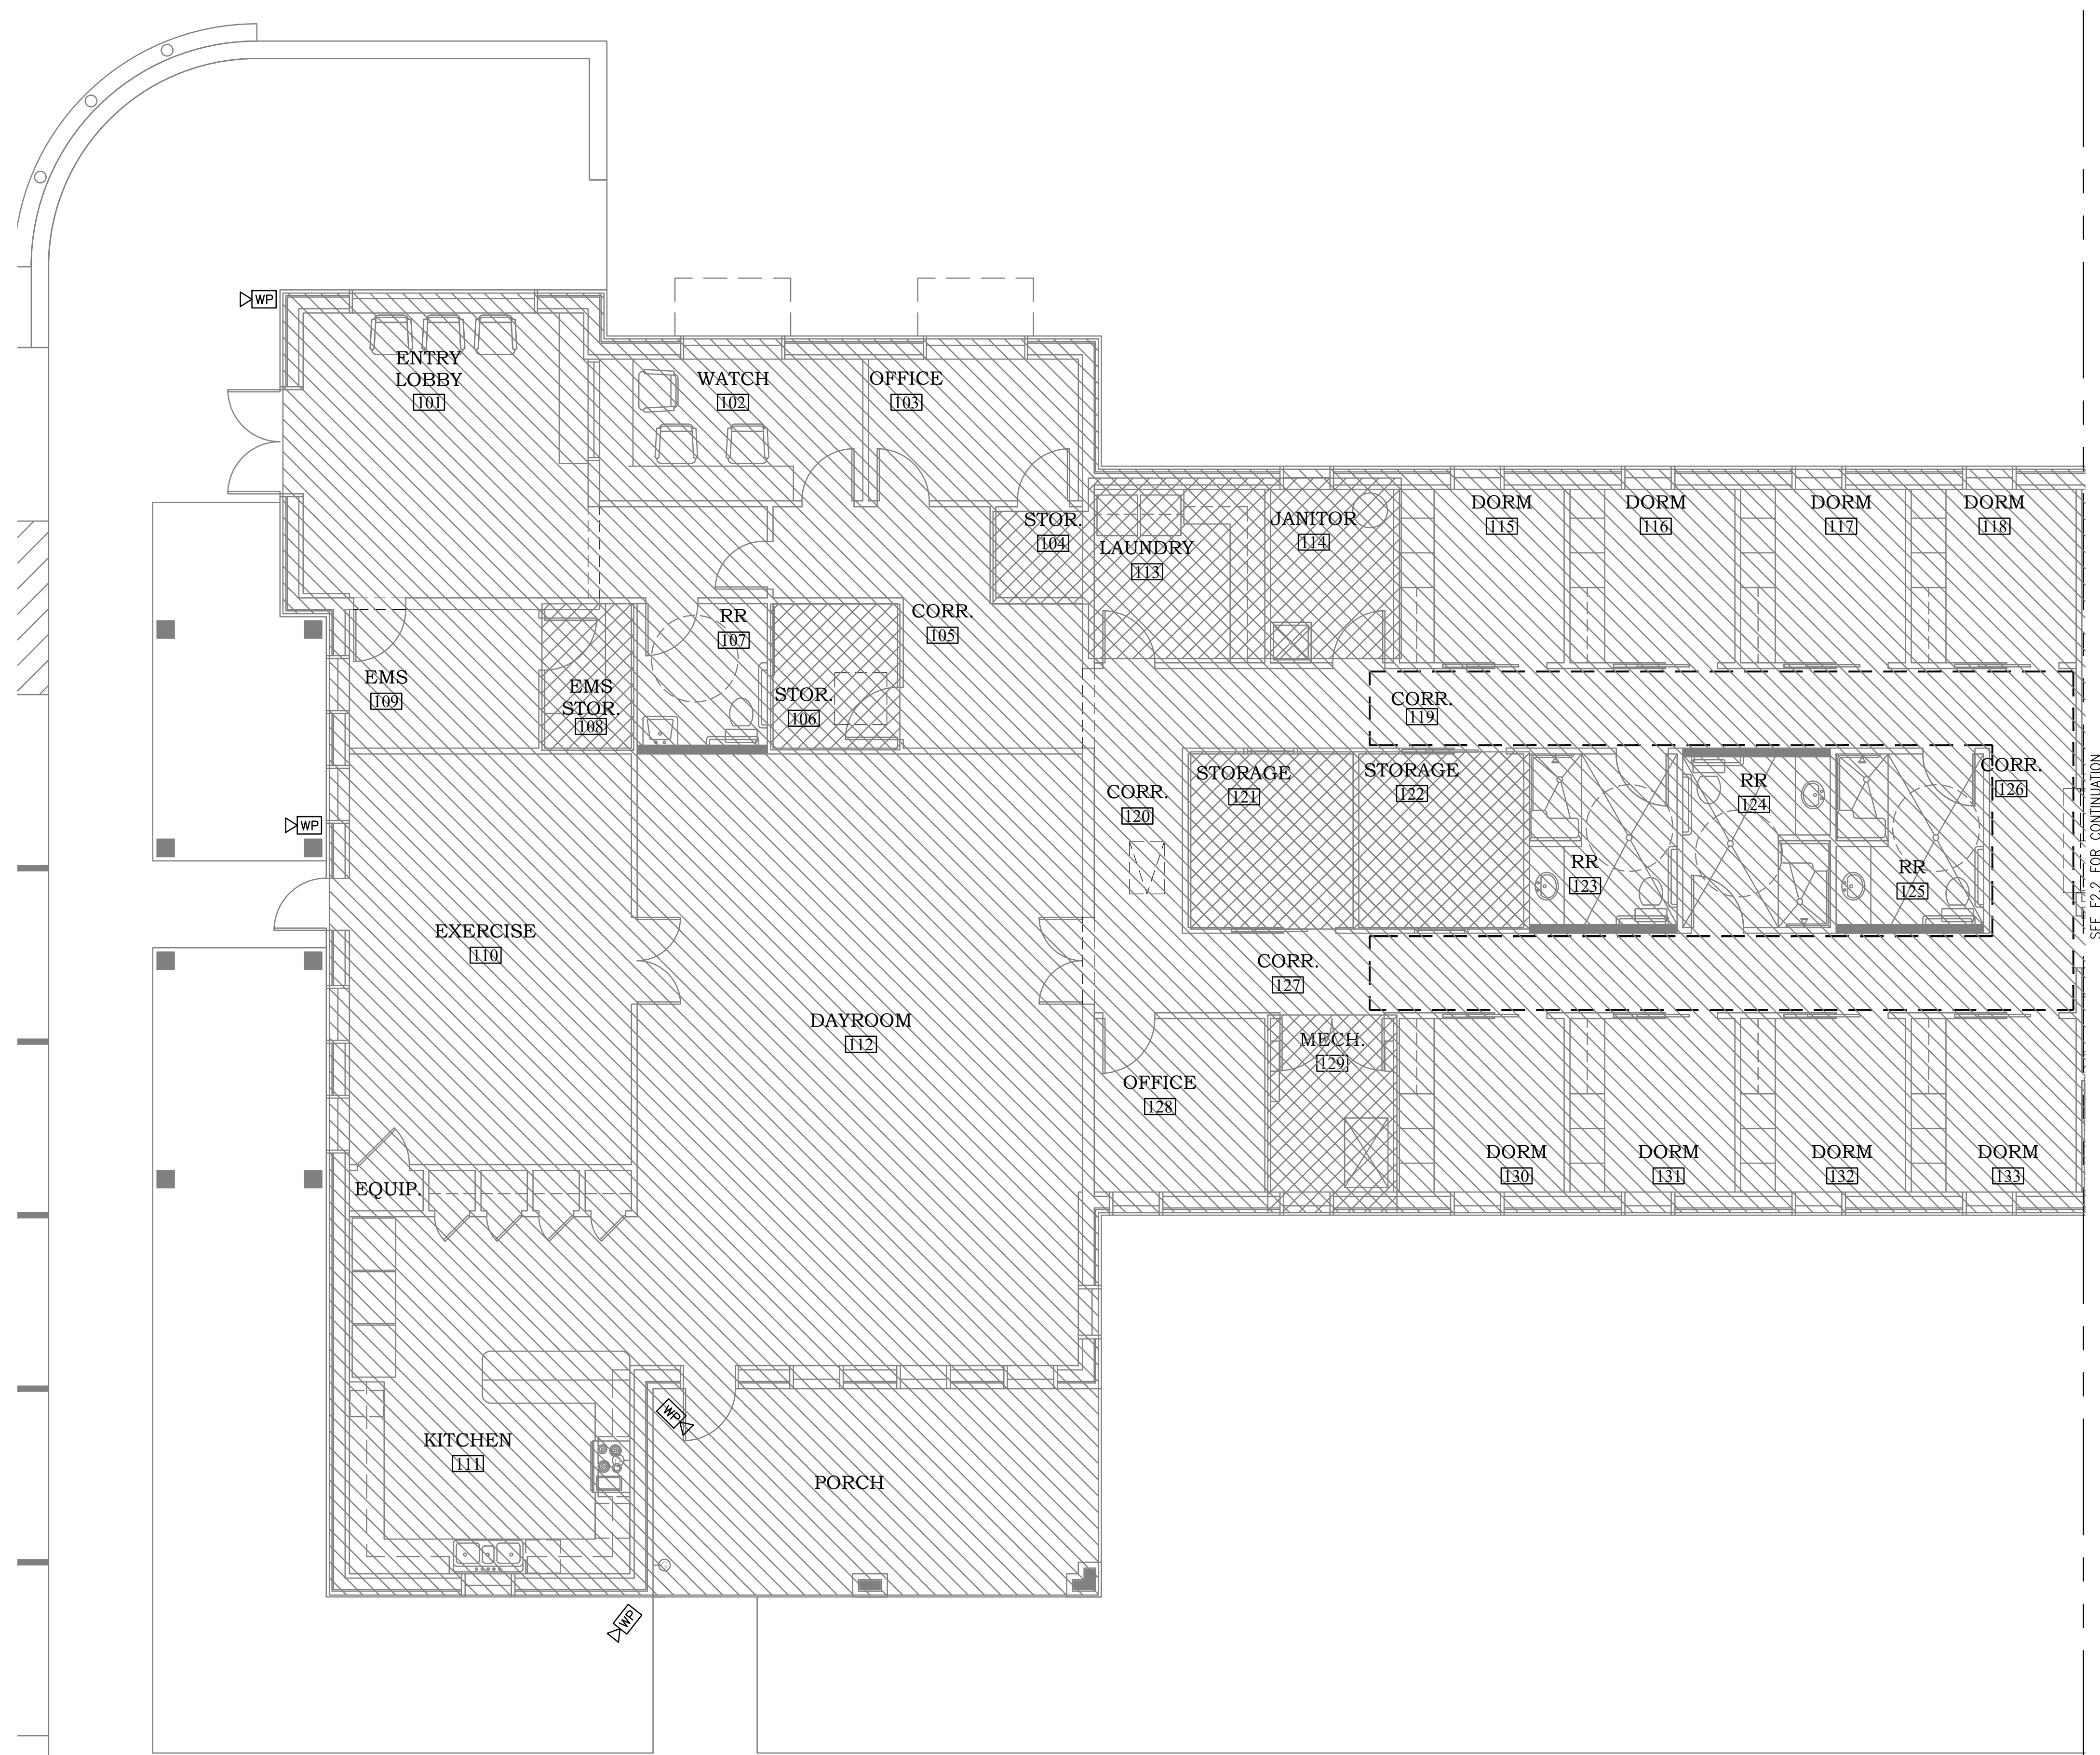 WP
ENTRY
LOBBY
101
WATCH
102
OFFICE
103
STOR.
104
LAUNDRY
113
JANITOR
114
DORM
115
DORM
116
DORM
117
DORM
118
CORR.
105
RR
107
EMS
109
EMS
STOR.
108
STOR.
106
CORR.
119
STORAGE
121
STORAGE
122
CORR.
120
RR
123
RR
124
RR
125
CORR.
126
SEE F2.2 FOR CONTINUATION
WP
EXERCISE
110
CORR.
127
DAYROOM
112
MECH.
129
OFFICE
128
DORM
130
DORM
131
DORM
132
DORM
133
EQUIP.
WP
KITCHEN
111
PORCH
WP